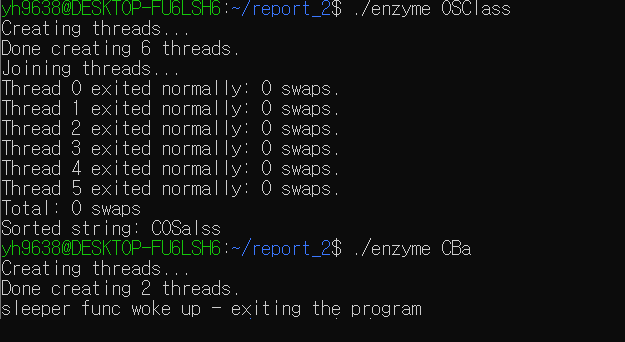 yh9638@DESKTOP-FU6LSH6:~/report_2$ ./enzyme OSClass
Creating threads...
Done creating 6 threads.
Joining threads...
Thread 0 exited normally: 0 swaps.
Thread 1 exited normally: 0 swaps.
Thread 2 exited normally: 0 swaps.
Thread 3 exited normally: 0 swaps.
Thread 4 exited normally: 0 swaps.
Thread 5 exited normally: 0 swaps.
Total: 0 swaps
Sorted string: COSalss
yh9638@DESKTOP-FU6LSH6:~/report_2$ ./enzyme CBa
Creating threads...
Done creating 2 threads.
sleeper func woke up - exiting the program